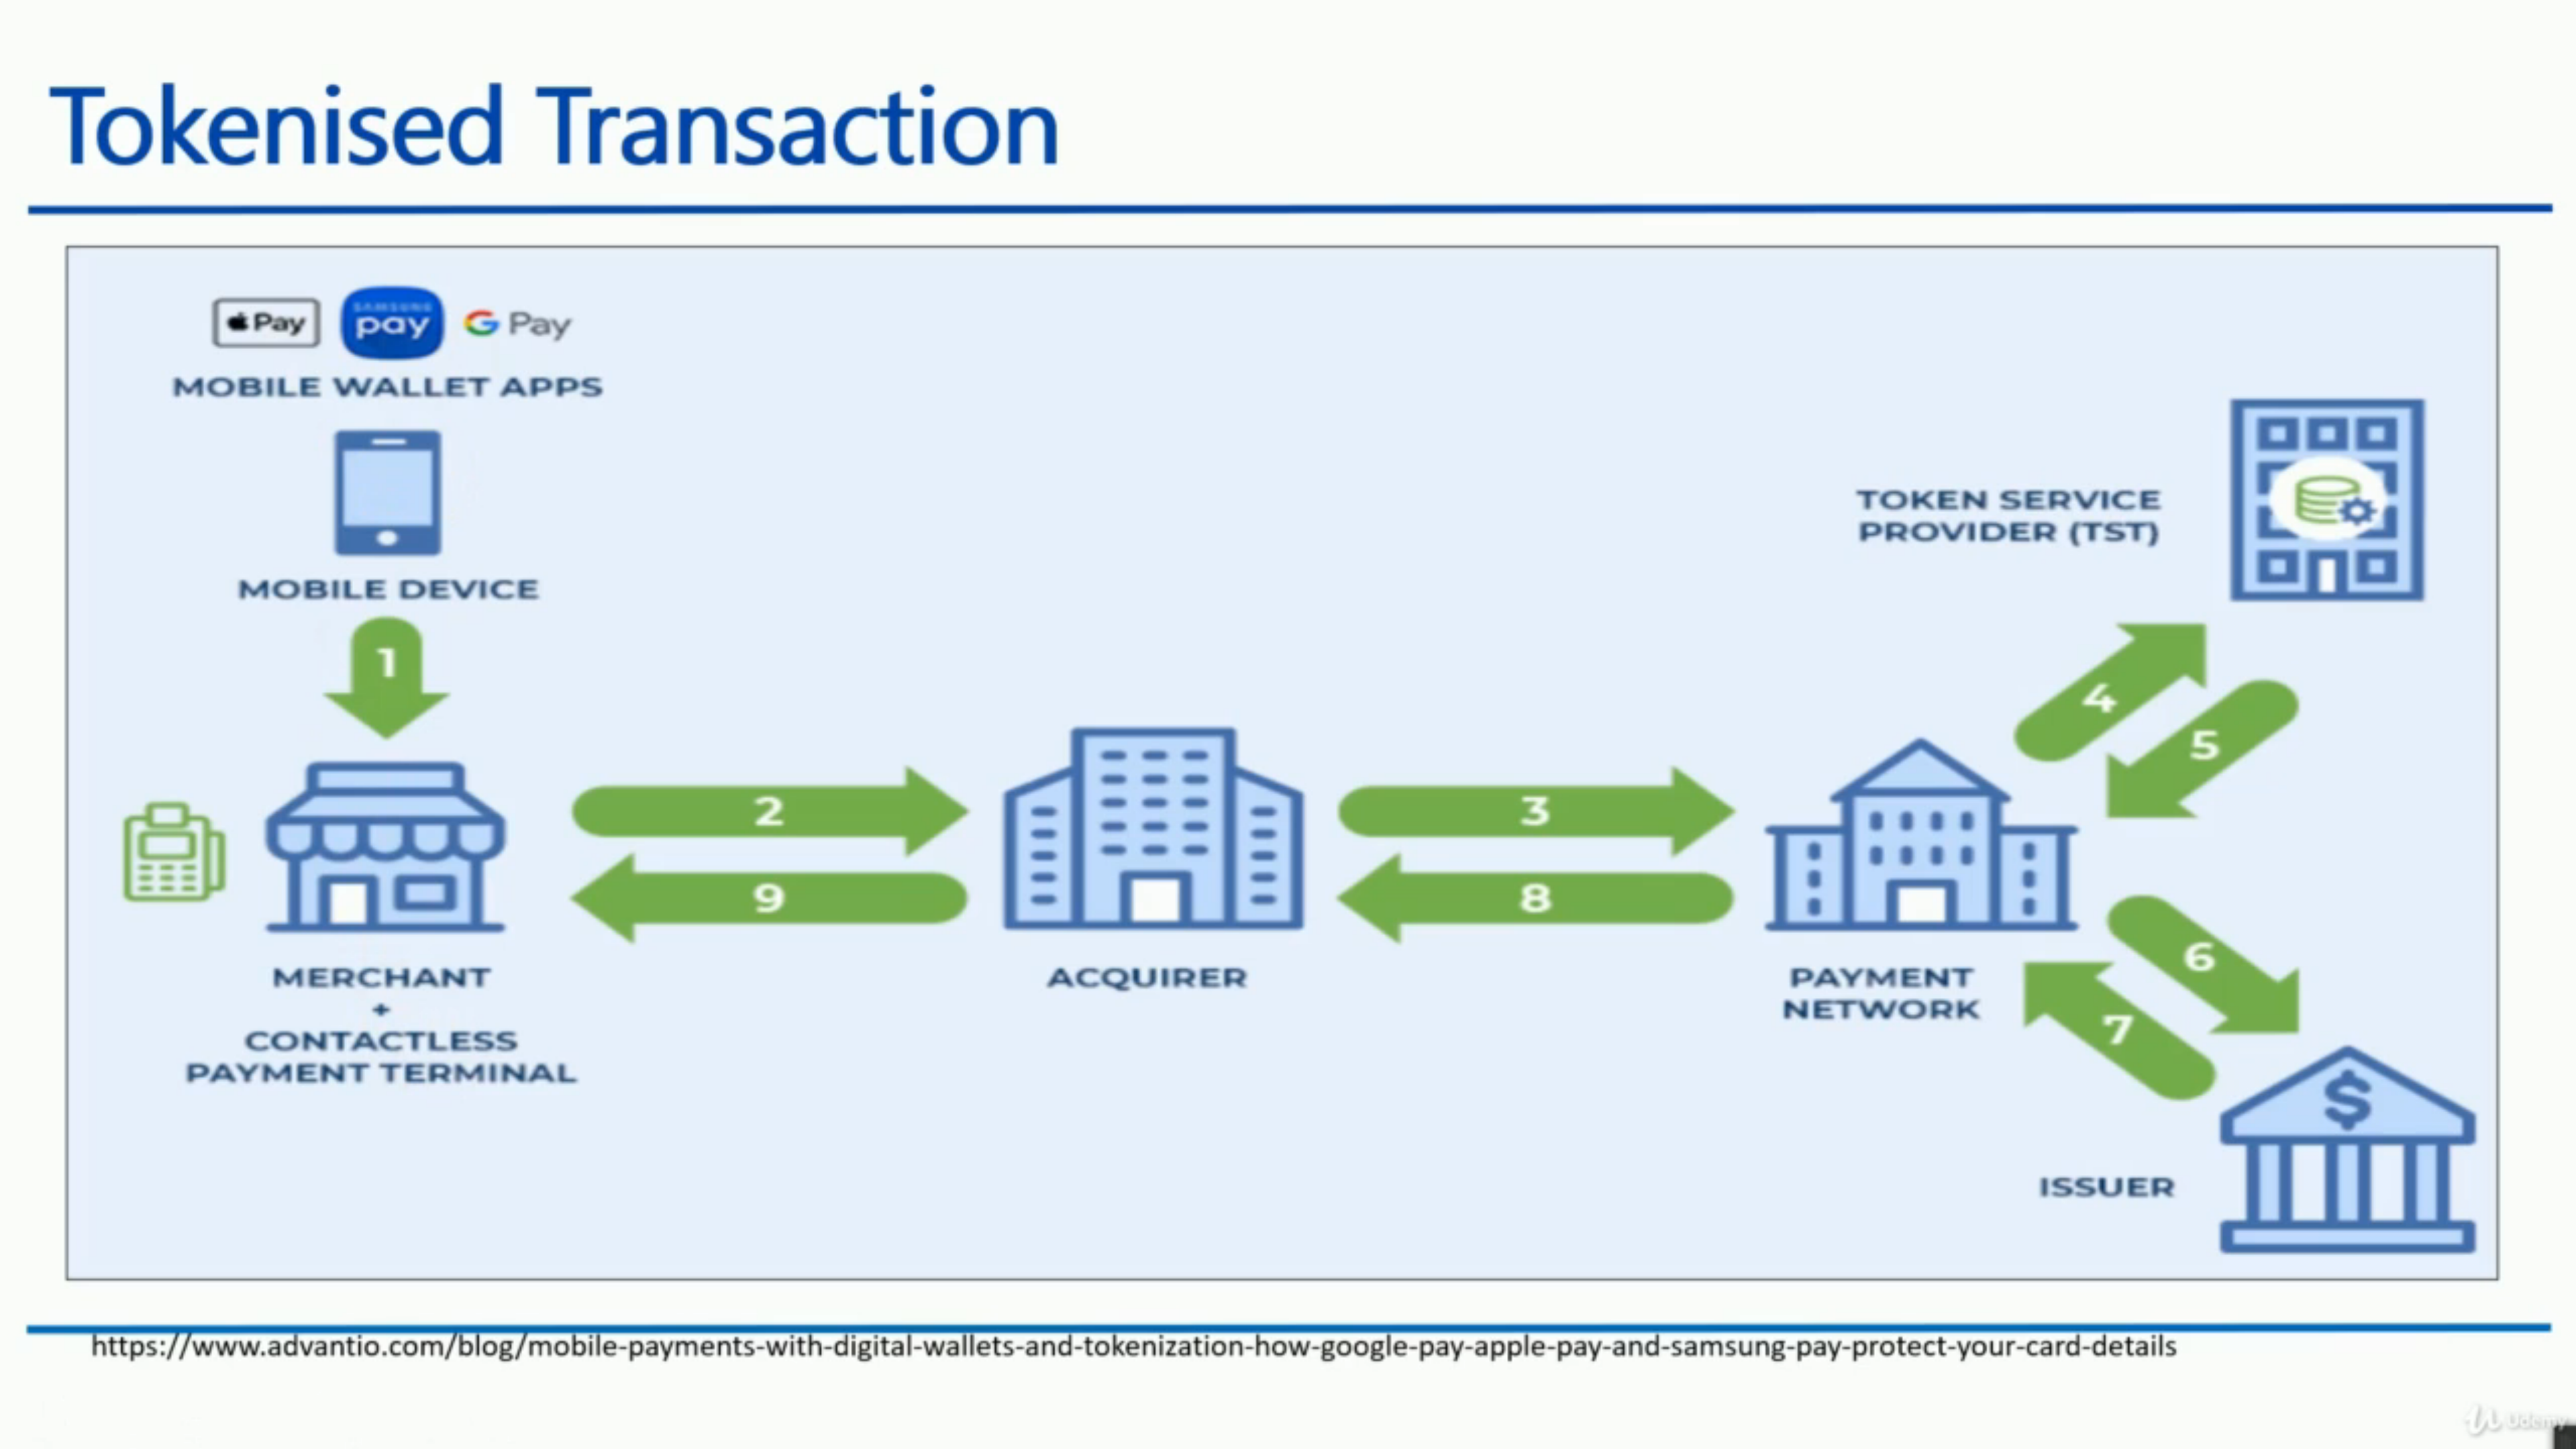 Tokenised Transaction
Pay
SAMSUNG
pay
G Pay
MOBILE WALLET APPS
MOBILE DEVICE
1
TOKEN SERVICE
PROVIDER (TST)
4
5
2
3
9
8
6
7
MERCHANT
+
CONTACTLESS
PAYMENT TERMINAL
ACQUIRER
PAYMENT
NETWORK
$
ISSUER
https://www.advantio.com/blog/mobile-payments-with-digital-wallets-and-tokenization-how-google-pay-apple-pay-and-samsung-pay-protect-your-card-details
Udemy